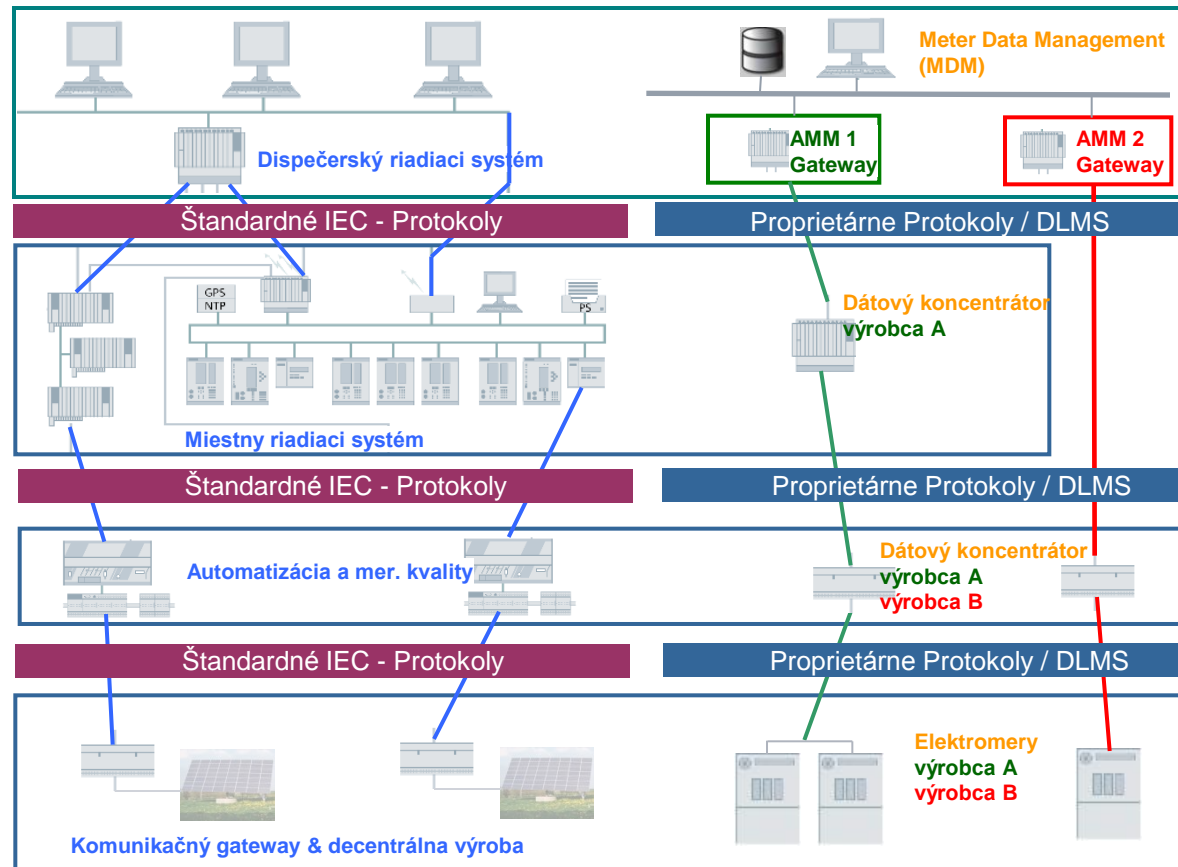 Meter Data Management
(MDM)
Dispečerský riadiaci systém
AMM 1
Gateway
AMM 2
Gateway
Štandardné IEC - Protokoly
Proprietárne Protokoly / DLMS
GPS
NTP
PS
Dátový koncentrátor
výrobca A
Miestny riadiaci systém
Štandardné IEC - Protokoly
Proprietárne Protokoly / DLMS
Automatizácia a mer. kvality
Dátový koncentrátor
výrobca A
výrobca B
Štandardné IEC - Protokoly
Proprietárne Protokoly / DLMS
Elektromery
výrobca A
výrobca B
Komunikačný gateway & decentrálna výroba